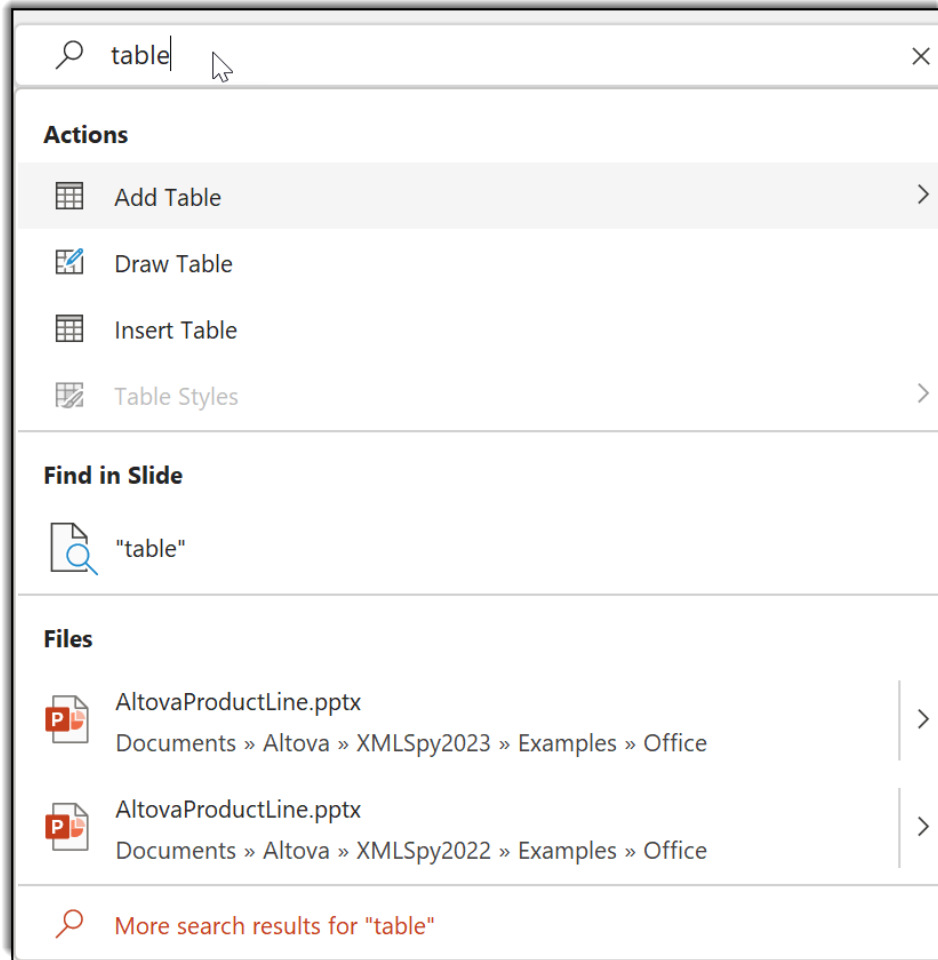 table
Actions
Add Table
Draw Table
Insert Table
Table Styles
Find in Slide
"table"
Files
AltovaProductLine.pptx
Documents » Altova » XMLSpy2023 » Examples » Office
AltovaProductLine.pptx
Documents » Altova » XMLSpy2022 » Examples » Office
More search results for "table"